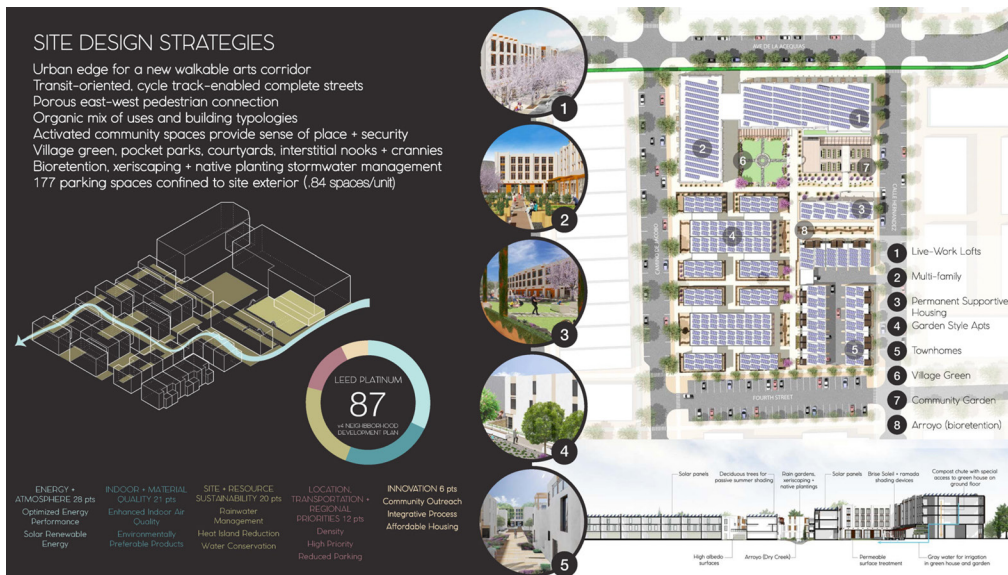 SITE DESIGN STRATEGIES
Urban edge for a new walkable arts corridor
Transit-oriented, cycle track-enabled complete streets
Porous east-west pedestrian connection
Organic mix of uses and building typologies
Activated community spaces provide sense of place + security
Village green, pocket parks, courtyards, interstitial nooks + crannies
Bioretention, xeriscaping + native planting stormwater management
177 parking spaces confined to site exterior (.84 spaces/unit)
LEED PLATINUM
87
v4 NEIGHBORHOOD
DEVELOPMENT PLAN
ENERGY +
ATMOSPHERE 28 pts
Optimized Energy
Performance
Solar Renewable
Energy
INDOOR + MATERIAL
QUALITY 21 pts
Enhanced Indoor Air
Quality
Environmentally
Preferable Products
SITE + RESOURCE
SUSTAINABILITY 20 pts
Rainwater
Management
Heat Island Reduction
Water Conservation
LOCATION,
TRANSPORTATION +
REGIONAL
PRIORITIES 12 pts
Density
High Priority
Reduced Parking
INNOVATION 6 pts
Community Outreach
Integrative Process
Affordable Housing
1
2
3
4
5
AVE DE LA ACEQUIAS
1
2
6
7
3
8
4
5
FOURTH STREET
1 Live-Work Lofts
2 Multi-family
3 Permanent Supportive
Housing
4 Garden Style Apts
5 Townhomes
6 Village Green
7 Community Garden
8 Arroyo (bioretention)
Solar panels
Deciduous trees for
passive summer shading
Rain gardens,
xeriscaping +
native plantings
Solar panels
Brise Soleil + ramada
shading devices
Compost chute with special
access to green house on
ground floor
High albedo
surfaces
Arroyo (Dry Creek)
Permeable
surface treatment
Gray water for irrigation
in green house and garden